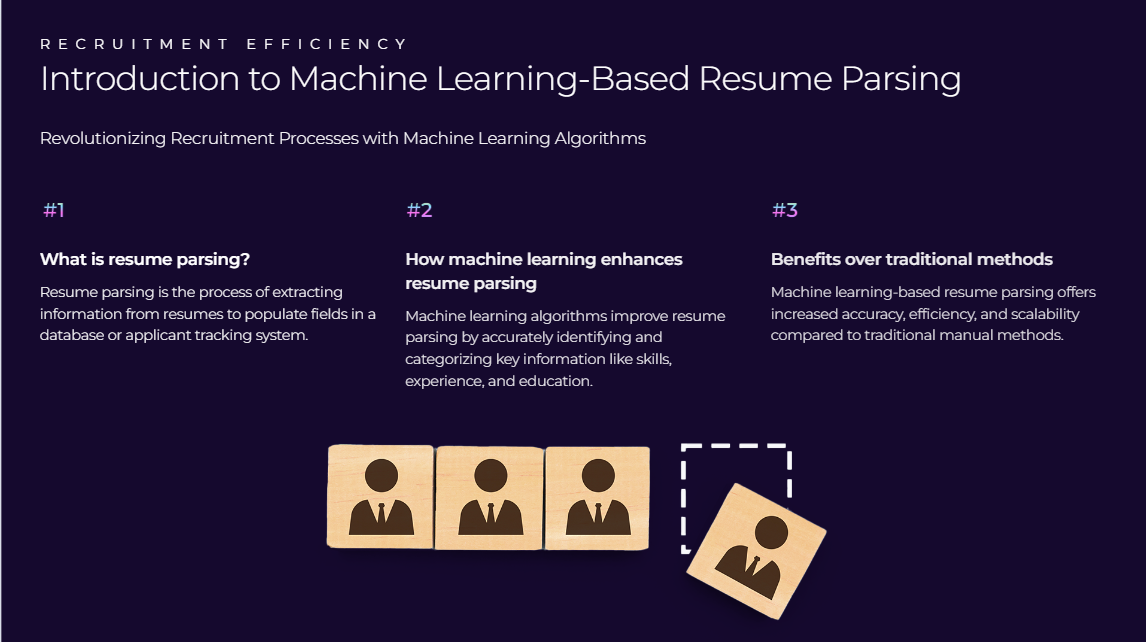 RECRUITMENT EFFICIENCY
Introduction to Machine Learning-Based Resume Parsing
Revolutionizing Recruitment Processes with Machine Learning Algorithms
#1
What is resume parsing?
Resume parsing is the process of extracting
information from resumes to populate fields in a
database or applicant tracking system.
#2
How machine learning enhances
resume parsing
Machine learning algorithms improve resume
parsing by accurately identifying and
categorizing key information like skills,
experience, and education.
#3
Benefits over traditional methods
Machine learning-based resume parsing offers
increased accuracy, efficiency, and scalability
compared to traditional manual methods.